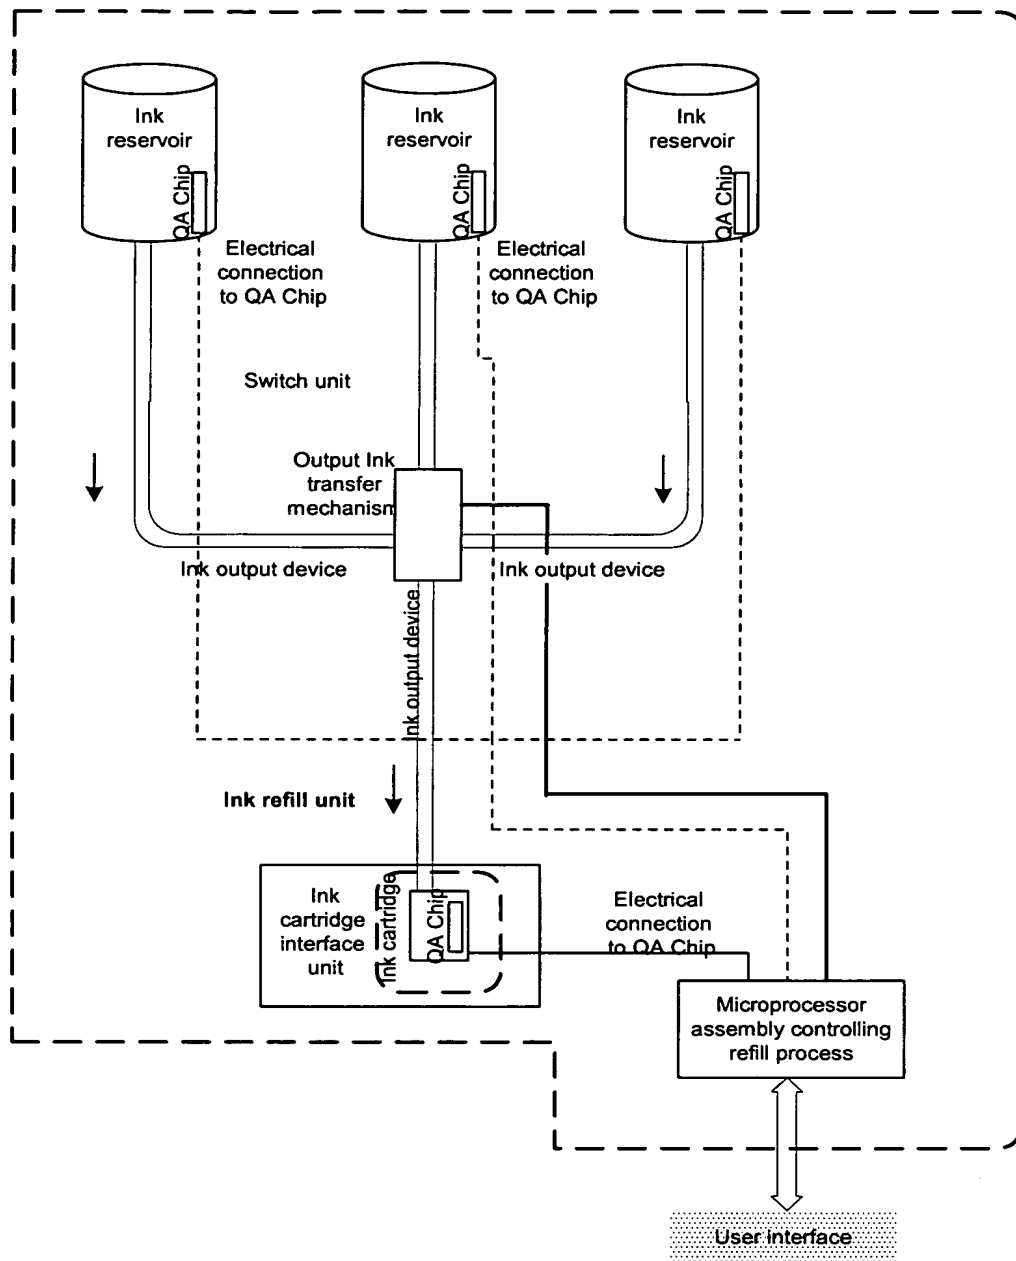 Ink
reservoir
QA Chip
Ink
reservoir
QA Chip
Ink
reservoir
QA Chip
Electrical
connection
to QA Chip
Electrical
connection
to QA Chip
Switch unit
Output Ink
transfer
mechanism
Ink output device
Ink output device
Ink output device
Ink refill unit
Ink
cartridge
interface
unit
Ink cartridge
QA Chip
Electrical
connection
to QA Chip
Microprocessor
assembly controlling
refill process
User interface